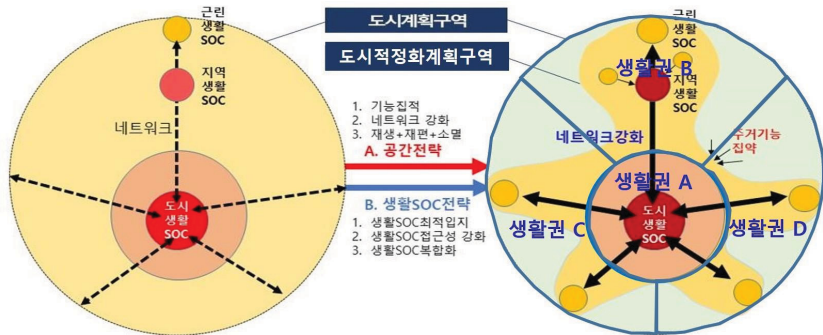 근린
생활
SOC
지역
생활
SOC
네트워크
도시
생활
SOC
도시계획구역
도시적정화계획구역
1. 기능집적
2. 네트워크 강화
3. 재생+재편+소멸
A. 공간전략
B. 생활SOC전략
1. 생활SOC최적입지
2. 생활SOC접근성 강화
3. 생활SOC복합화
근린
생활
SOC
생활권 B
지역
생활
SOC
네트워크강화
주거기능
집약
생활권 A
도시
생활
SOC
생활권 C
생활권 D